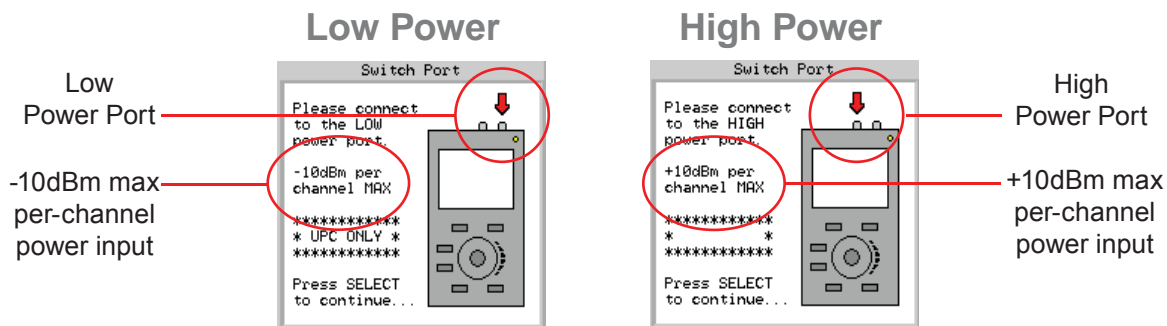 Low Power
High Power
Low
Power Port
-10dBm max
per-channel
power input
Switch Port
Please connect
to the LOW
power port.
-10dBm per
channel MAX
************
* UPC ONLY *
************
Press SELECT
to continue...
Switch Port
Please connect
to the HIGH
power port.
+10dBm per
channel MAX
************
* *
************
Press SELECT
to continue...
High
Power Port
+10dBm max
per-channel
power input